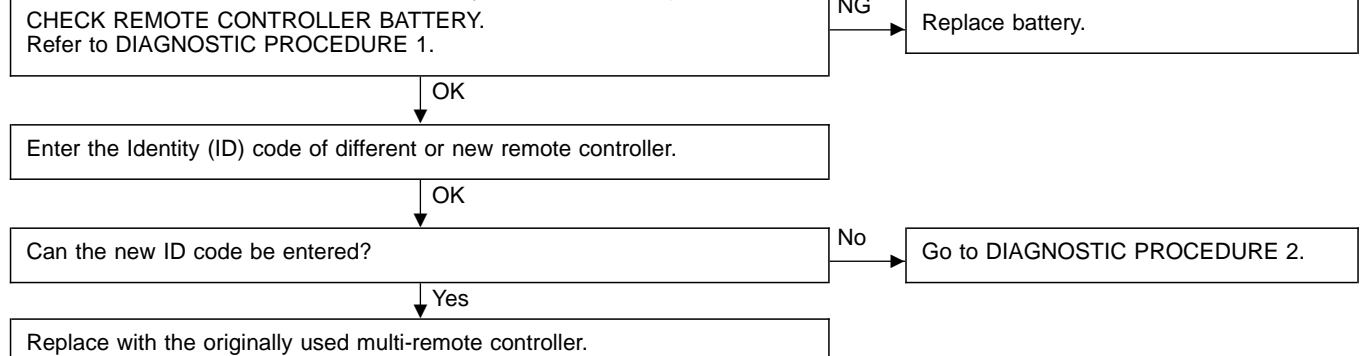 CHECK REMOTE CONTROLLER BATTERY.
Refer to DIAGNOSTIC PROCEDURE 1.
NG
Replace battery.
OK
Enter the Identity (ID) code of different or new remote controller.
OK
Can the new ID code be entered?
No
Go to DIAGNOSTIC PROCEDURE 2.
Yes
Replace with the originally used multi-remote controller.